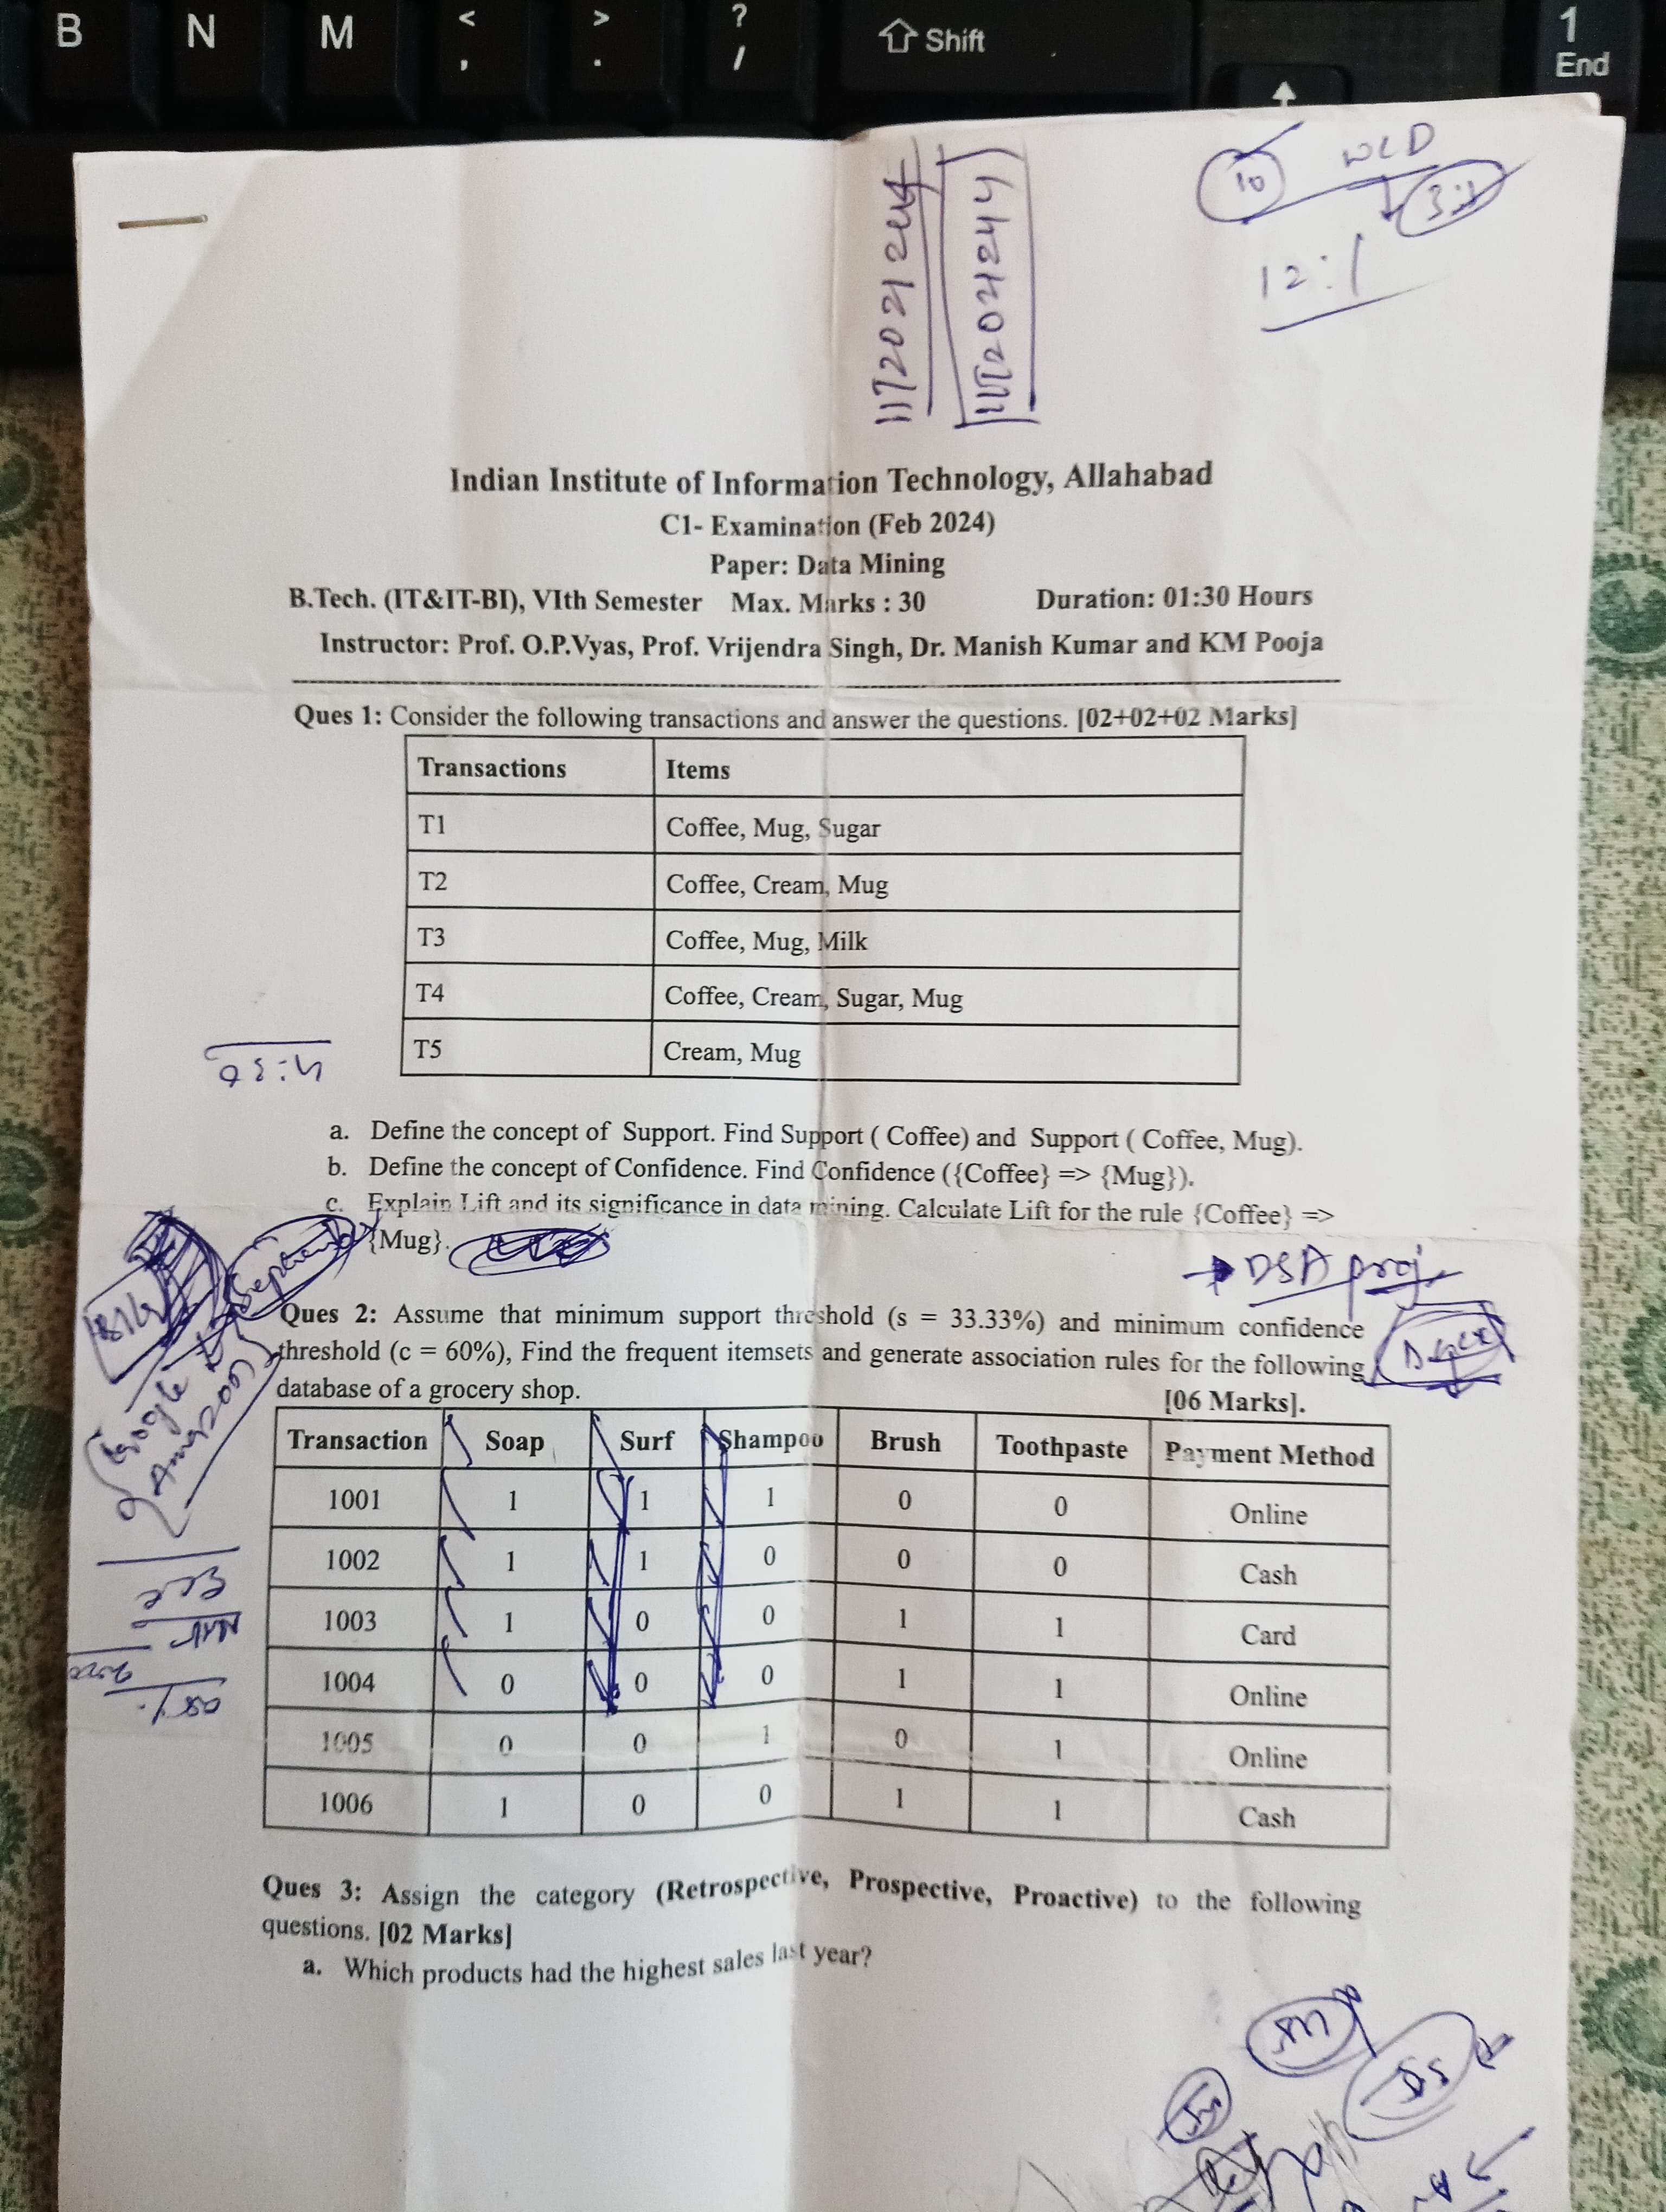 B N M < , > . ? / Shift 1 End
10 WCD
12:1
IIT2021244
IIT2021244
Indian Institute of Information Technology, Allahabad
C1- Examination (Feb 2024)
Paper: Data Mining
B.Tech. (IT&IT-BI), VIth Semester Max. Marks : 30 Duration: 01:30 Hours
Instructor: Prof. O.P.Vyas, Prof. Vrijendra Singh, Dr. Manish Kumar and KM Pooja
Ques 1: Consider the following transactions and answer the questions. [02+02+02 Marks]
Transactions Items
T1 Coffee, Mug, Sugar
T2 Coffee, Cream, Mug
T3 Coffee, Mug, Milk
T4 Coffee, Cream, Sugar, Mug
T5 Cream, Mug
4:30
a. Define the concept of Support. Find Support ( Coffee) and Support ( Coffee, Mug).
b. Define the concept of Confidence. Find Confidence ({Coffee} => {Mug}).
c. Explain Lift and its significance in data mining. Calculate Lift for the rule {Coffee} =>
{Mug}.
DSA proj
Ques 2: Assume that minimum support threshold (s = 33.33%) and minimum confidence
threshold (c = 60%), Find the frequent itemsets and generate association rules for the following
database of a grocery shop. [06 Marks].
Google
Amazon
Transaction Soap Surf Shampoo Brush Toothpaste Payment Method
1001 1 1 1 0 0 Online
1002 1 1 0 0 0 Cash
1003 1 0 0 1 1 Card
1004 0 0 0 1 1 Online
1005 0 0 1 0 1 Online
1006 1 0 0 1 1 Cash
Ques 3: Assign the category (Retrospective, Prospective, Proactive) to the following
questions. [02 Marks]
a. Which products had the highest sales last year?